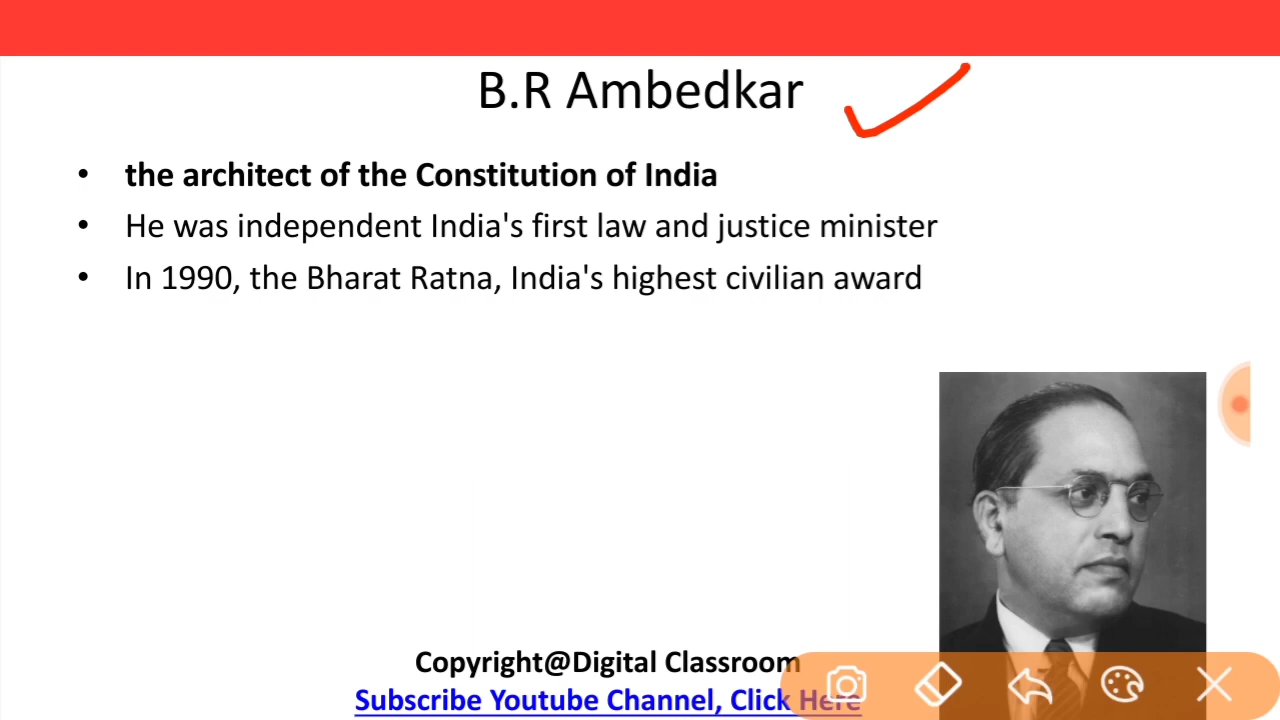 B.R Ambedkar
• the architect of the Constitution of India
• He was independent India's first law and justice minister
• In 1990, the Bharat Ratna, India's highest civilian award
Copyright@Digital Classroom
Subscribe Youtube Channel, Click Here